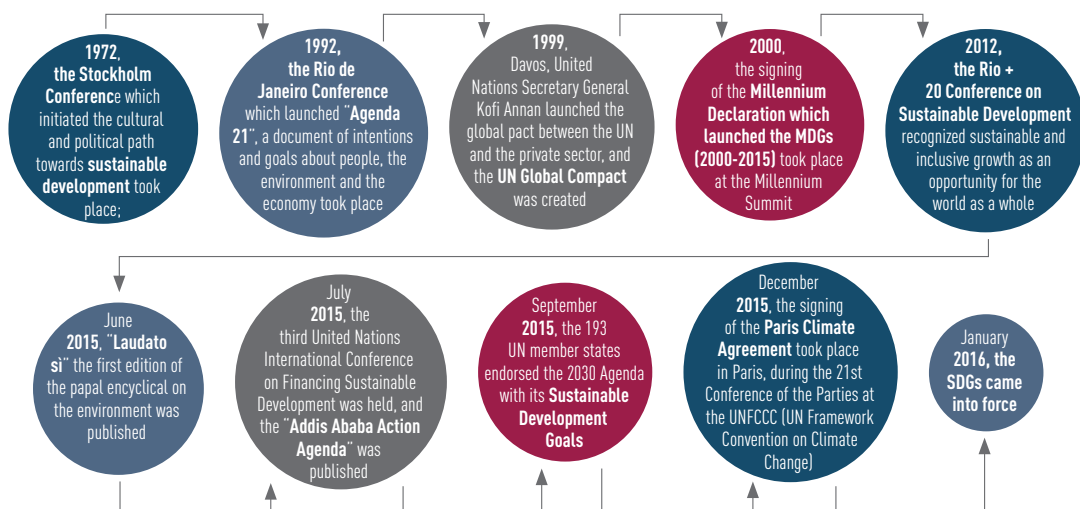 1972,
the Stockholm
Conference which
initiated the cultural
and political path
towards sustainable
development took
place;
1992,
the Rio de
Janeiro Conference
which launched "Agenda
21", a document of intentions
and goals about people, the
environment and the
economy took place
1999,
Davos, United
Nations Secretary General
Kofi Annan launched the
global pact between the UN
and the private sector, and
the UN Global Compact
was created
2000,
the signing
of the Millennium
Declaration which
launched the MDGs
(2000-2015) took place
at the Millennium
Summit
2012,
the Rio +
20 Conference on
Sustainable Development
recognized sustainable and
inclusive growth as an
opportunity for the
world as a whole
June
2015, "Laudato
sì" the first edition of
the papal encyclical on
the environment was
published
July
2015, the
third United Nations
International Conference
on Financing Sustainable
Development was held, and
the "Addis Ababa Action
Agenda" was
published
September
2015, the 193
UN member states
endorsed the 2030 Agenda
with its Sustainable
Development
Goals
December
2015, the signing
of the Paris Climate
Agreement took place
in Paris, during the 21st
Conference of the Parties at
the UNFCCC (UN Framework
Convention on Climate
Change)
January
2016, the
SDGs came
into force